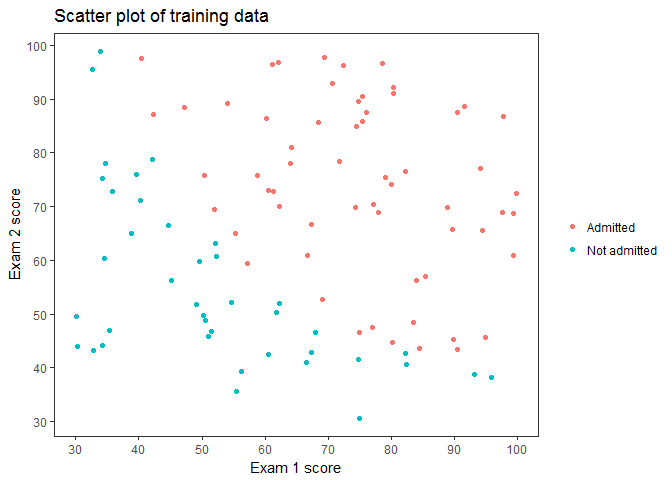 Scatter plot of training data
100
90
80
70
60
50
40
30
Exam 2 score
30 40 50 60 70 80 90 100
Exam 1 score
Admitted
Not admitted